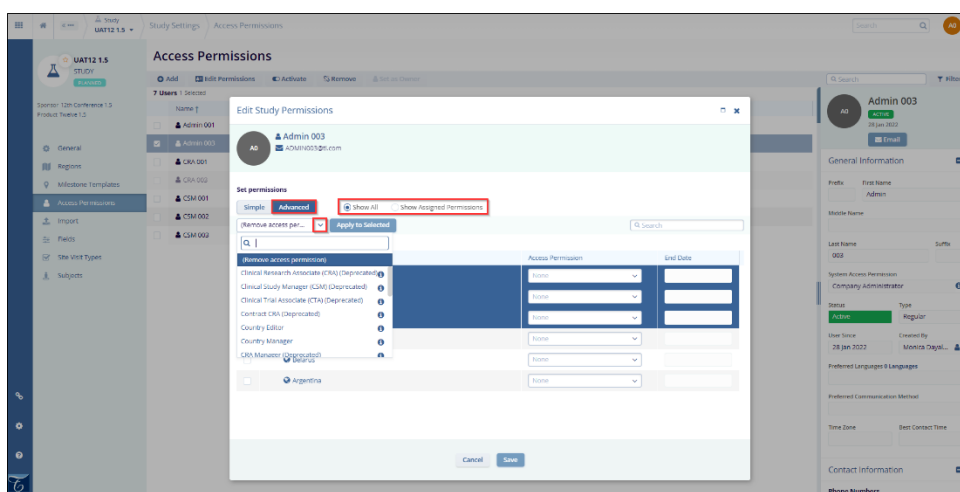 Study
UAT12 1.5
Study Settings
Access Permissions
Search
A0
UAT12 1.5
STUDY
PLANNED
Sponsor 12th Conference 1.5
Product Twelve 1.2
General
Regions
Milestone Templates
Access Permissions
Import
Fields
Site Visit Types
Subjects
Access Permissions
Add
Edit Permissions
Activate
Remove
Set as Owner
Search
Filter
7 Users 1 Selected
Name
Admin 001
Admin 003
CRA 001
CRA 003
CSM 001
CSM 002
CSM 003
Edit Study Permissions
A0
Admin 003
ADMIN003@ti.com
Set permissions
Simple
Advanced
Show All
Show Assigned Permissions
(Remove access per...
Apply to Selected
Search
(Remove access permission)
Clinical Research Associate (CRA) (Deprecated)
Clinical Study Manager (CSM) (Deprecated)
Clinical Trial Associate (CTA) (Deprecated)
Contract CRA (Deprecated)
Country Editor
Country Manager
CRA Manager (Deprecated)
Access Permission
End Date
None
None
None
None
Belarus
None
Argentina
None
Cancel
Save
A0
Admin 003
ACTIVE
28 Jan 2022
Email
General Information
Prefix
First Name
Admin
Middle Name
Last Name
Suffix
003
System Access Permission
Company Administrator
Status
Type
Active
Regular
User Since
Created By
28 Jan 2022
Monica Dayal...
Preferred Languages 0 Languages
Preferred Communication Method
Time Zone
Best Contact Time
Contact Information
Phone Numbers